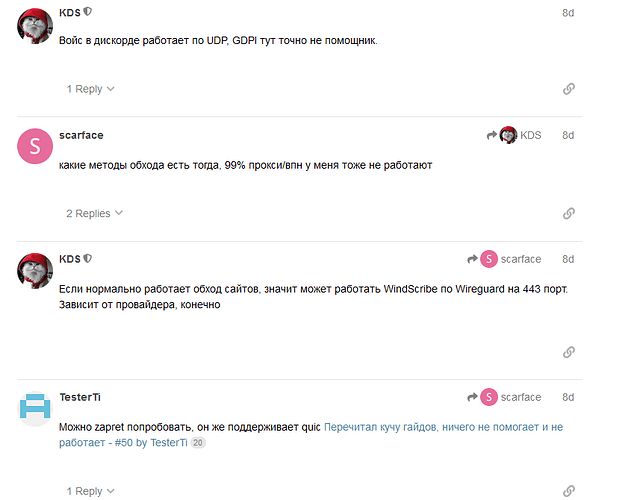 KDS 8d
Войс в дискорде работает по UDP, GDPI тут точно не помощник.
1 Reply
S scarface KDS 8d
какие методы обхода есть тогда, 99% прокси/впн у меня тоже не работают
2 Replies
KDS S scarface 8d
Если нормально работает обход сайтов, значит может работать WindScribe по Wireguard на 443 порт.
Зависит от провайдера, конечно
TesterTi S scarface 8d
Можно zapret попробовать, он же поддерживает quic Перечитал кучу гайдов, ничего не помогает и не
работает - #50 by TesterTi 20
1 Reply